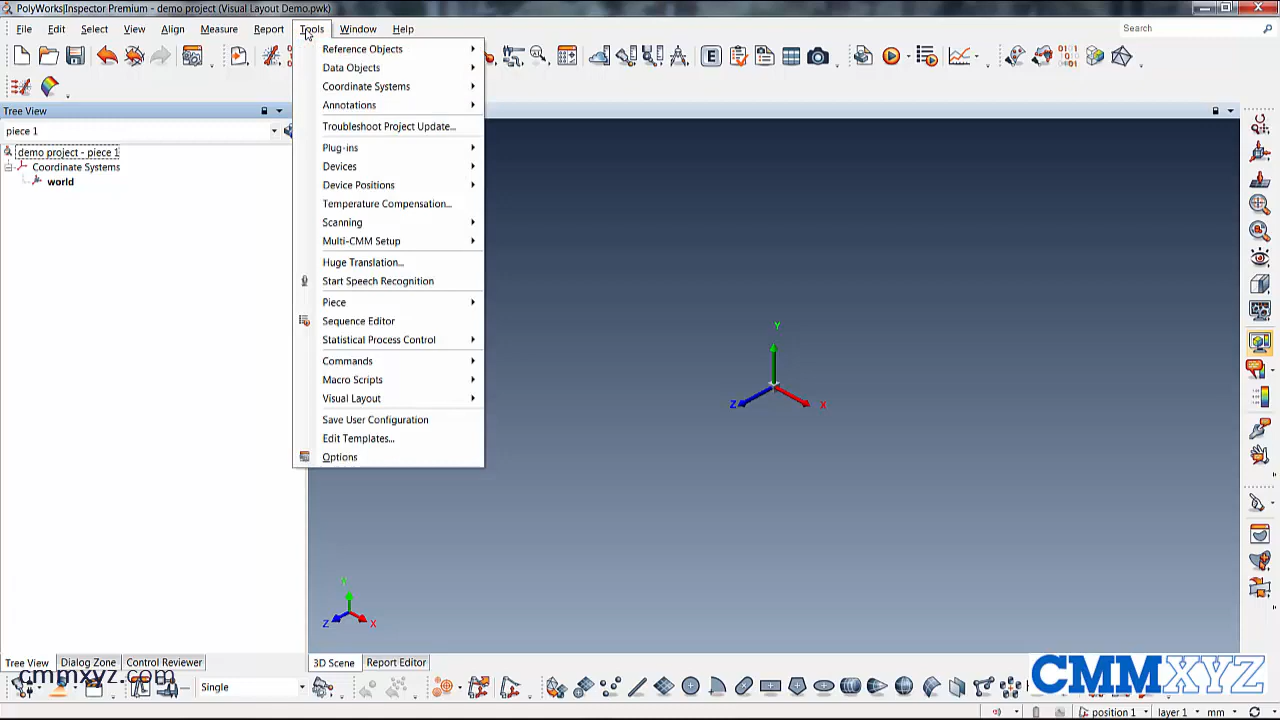 PolyWorks|Inspector Premium - demo project (Visual Layout Demo.pwk)
File Edit Select View Align Measure Report Tools Window Help
Search
Tree View
piece 1
demo project - piece 1
Coordinate Systems
world
Reference Objects
Data Objects
Coordinate Systems
Annotations
Troubleshoot Project Update...
Plug-ins
Devices
Device Positions
Temperature Compensation...
Scanning
Multi-CMM Setup
Huge Translation...
Start Speech Recognition
Piece
Sequence Editor
Statistical Process Control
Commands
Macro Scripts
Visual Layout
Save User Configuration
Edit Templates...
Options
Y
Z X
Y
Z X
Tree View Dialog Zone Control Reviewer
3D Scene Report Editor
cmmxyz.com
CMMXYZ
Single
position 1 layer 1 mm